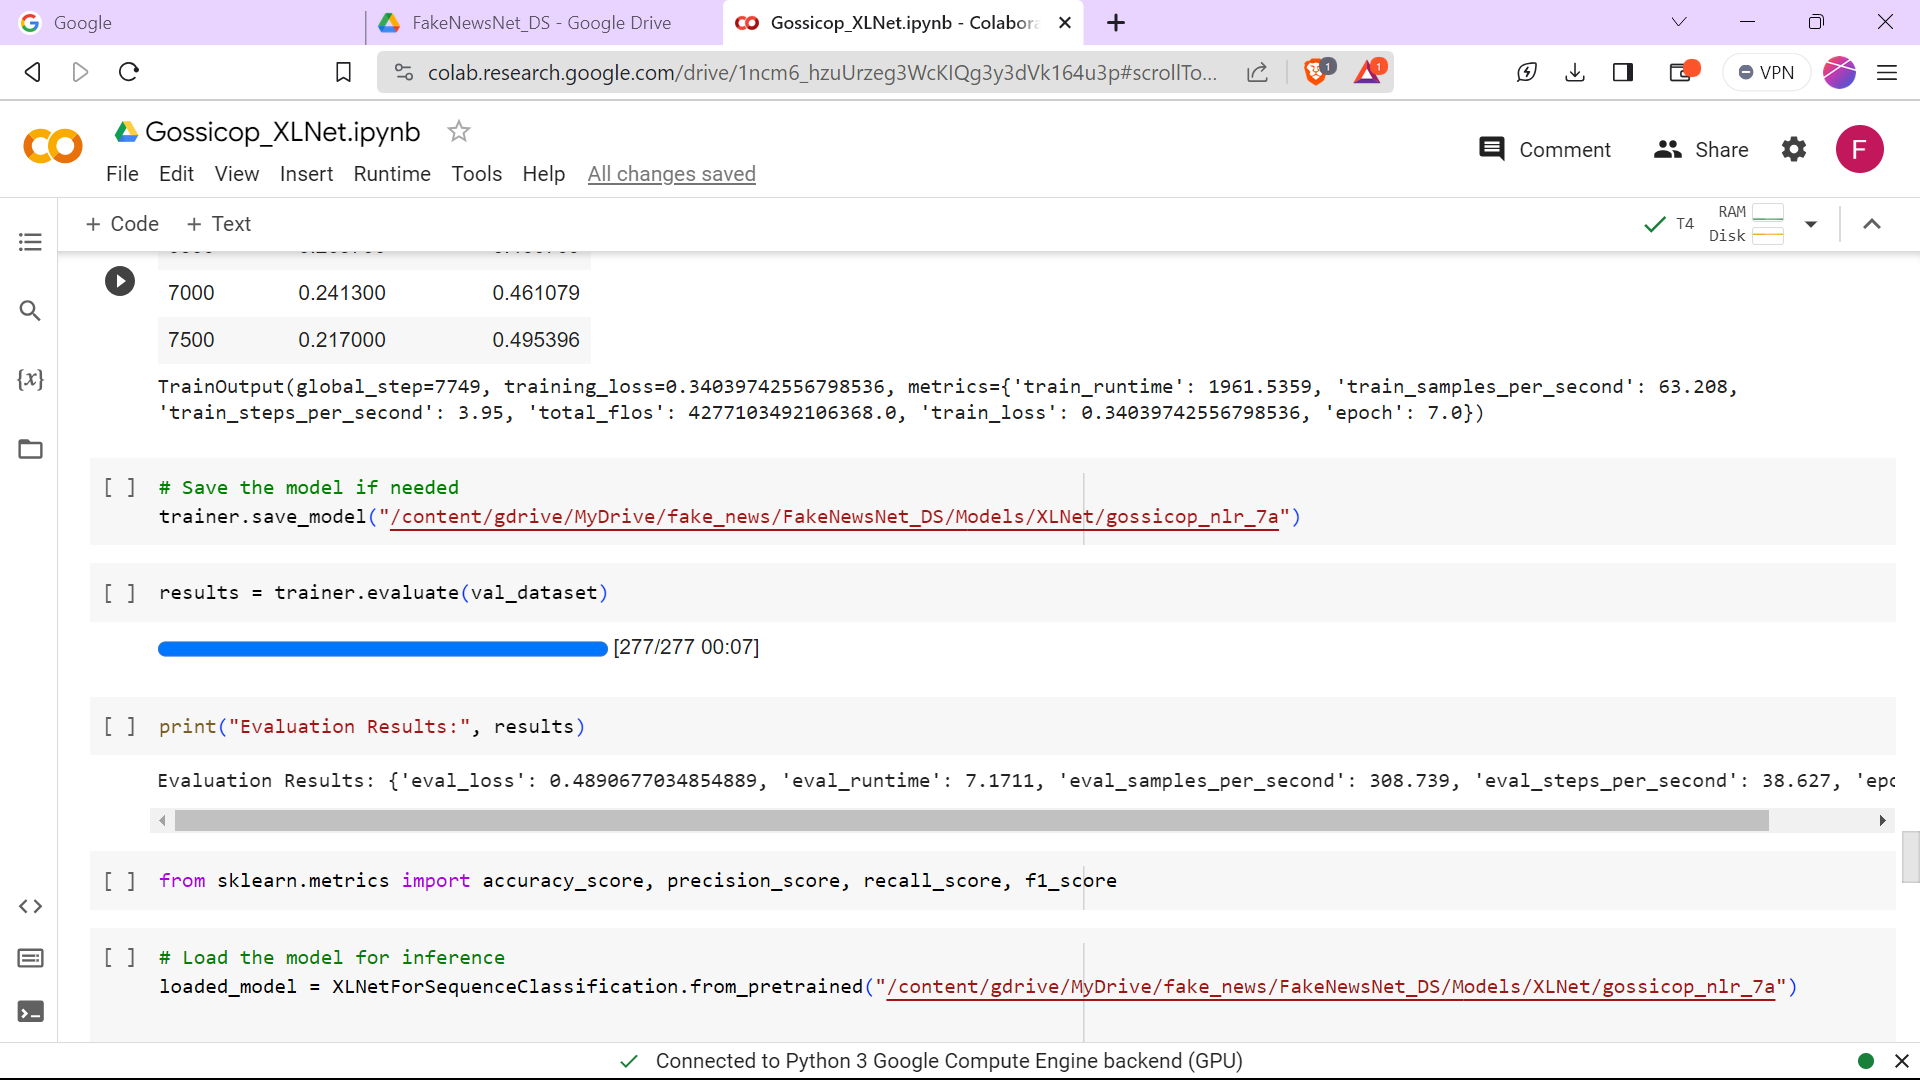 Google
FakeNewsNet_DS - Google Drive
Gossicop_XLNet.ipynb - Colabora
colab.research.google.com/drive/1ncm6_hzuUrzeg3WcKIQg3y3dVk164u3p#scrollTo...
1
1
VPN
Gossicop_XLNet.ipynb
Comment
Share
F
File Edit View Insert Runtime Tools Help All changes saved
+ Code + Text
T4
RAM
Disk
7000 0.241300 0.461079
7500 0.217000 0.495396
TrainOutput(global_step=7749, training_loss=0.34039742556798536, metrics={'train_runtime': 1961.5359, 'train_samples_per_second': 63.208,
'train_steps_per_second': 3.95, 'total_flos': 4277103492106368.0, 'train_loss': 0.34039742556798536, 'epoch': 7.0})
[ ] # Save the model if needed
trainer.save_model("/content/gdrive/MyDrive/fake_news/FakeNewsNet_DS/Models/XLNet/gossicop_nlr_7a")
[ ] results = trainer.evaluate(val_dataset)
[277/277 00:07]
[ ] print("Evaluation Results:", results)
Evaluation Results: {'eval_loss': 0.4890677034854889, 'eval_runtime': 7.1711, 'eval_samples_per_second': 308.739, 'eval_steps_per_second': 38.627, 'epo
[ ] from sklearn.metrics import accuracy_score, precision_score, recall_score, f1_score
[ ] # Load the model for inference
loaded_model = XLNetForSequenceClassification.from_pretrained("/content/gdrive/MyDrive/fake_news/FakeNewsNet_DS/Models/XLNet/gossicop_nlr_7a")
Connected to Python 3 Google Compute Engine backend (GPU)